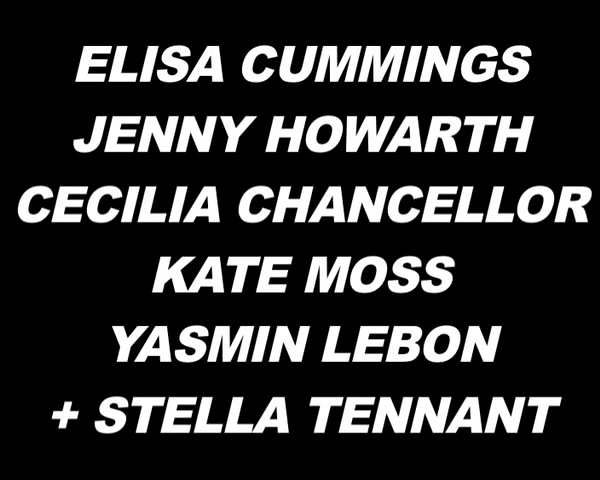 ELISA CUMMINGS
JENNY HOWARTH
CECILIA CHANCELLOR
KATE MOSS
YASMIN LEBON
+ STELLA TENNANT